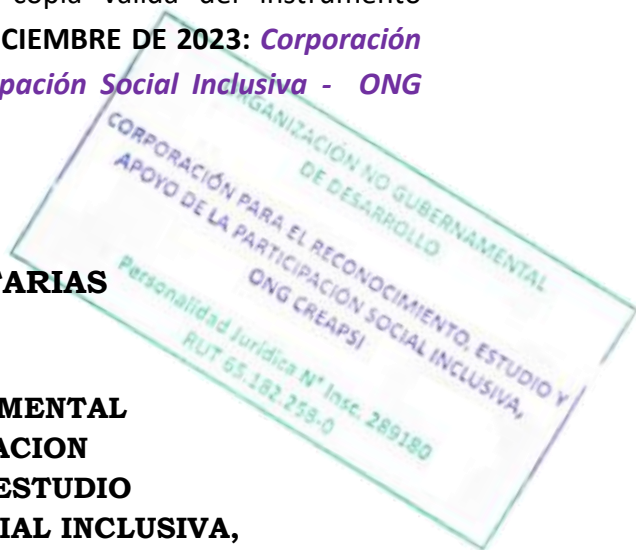 copia válida del instrumento
CIEMBRE DE 2023: Corporación
pación Social Inclusiva - ONG
ORGANIZACIÓN NO GUBERNAMENTAL
DE DESARROLLO
CORPORACIÓN PARA EL RECONOCIMIENTO, ESTUDIO Y
APOYO DE LA PARTICIPACIÓN SOCIAL INCLUSIVA,
ONG CREAPSI
Personalidad Jurídica N° Insc. 289180
RUT 65.182.258-0
TARIAS
MENTAL
ACION
ESTUDIO
IAL INCLUSIVA,